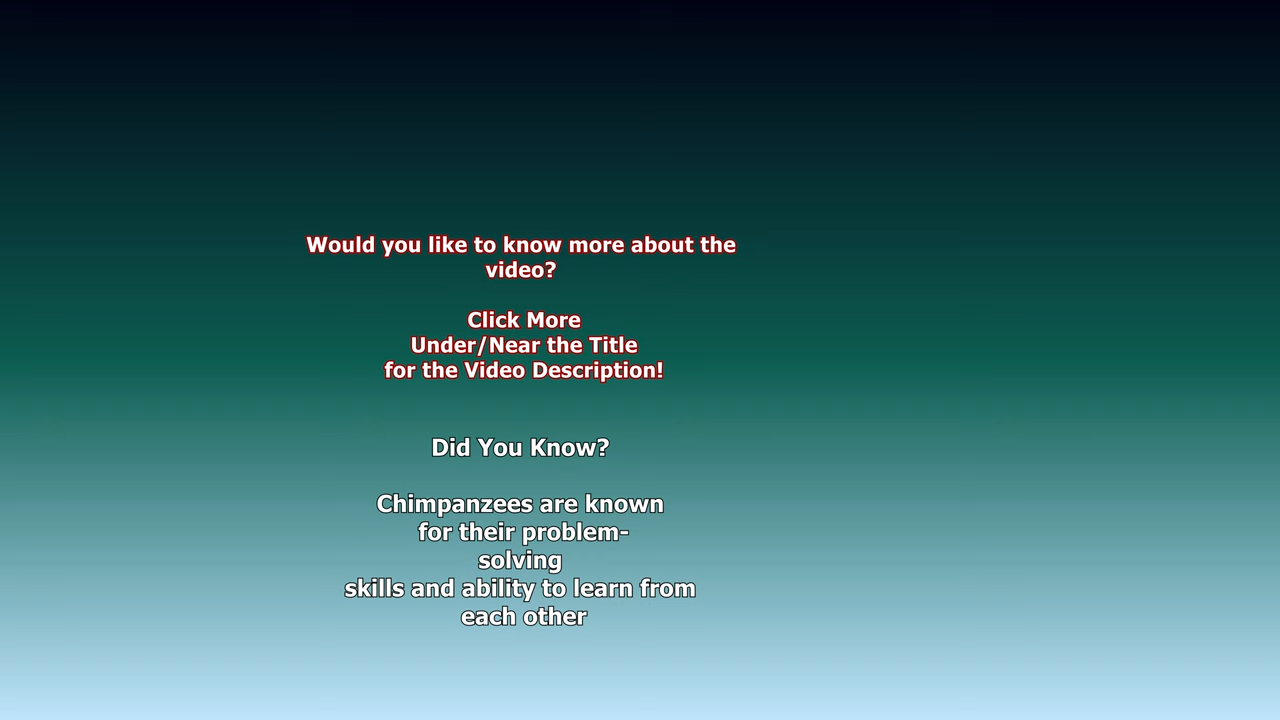 Would you like to know more about the
video?
Click More
Under/Near the Title
for the Video Description!
Did You Know?
Chimpanzees are known
for their problem-
solving
skills and ability to learn from
each other